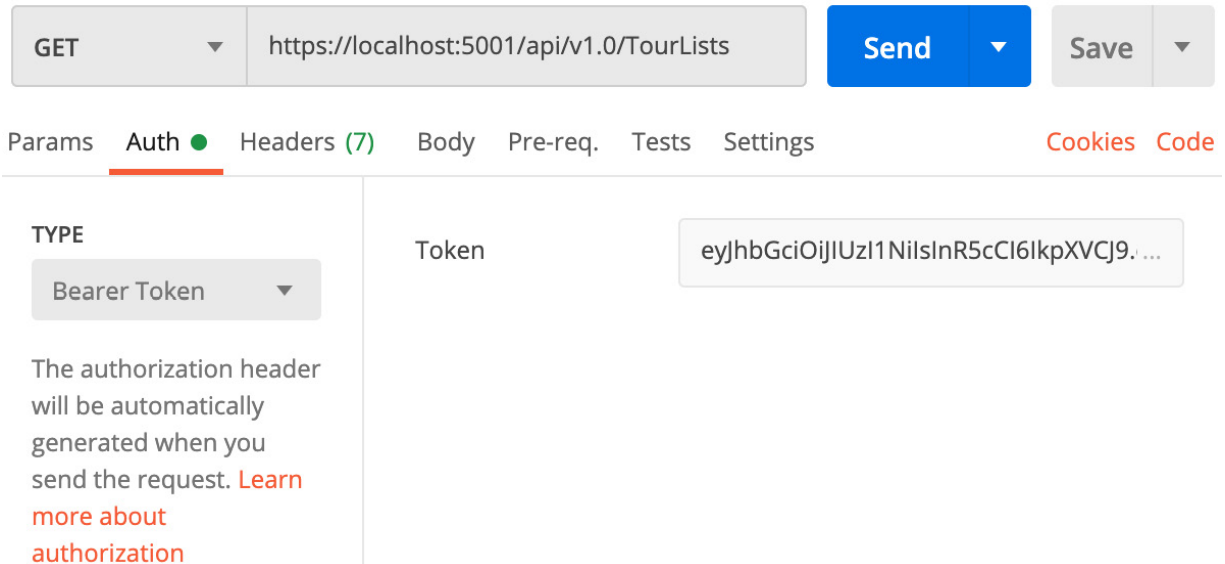 GET
https://localhost:5001/api/v1.0/TourLists
Send
Save
Params Auth Headers (7) Body Pre-req. Tests Settings Cookies Code
TYPE
Bearer Token
The authorization header
will be automatically
generated when you
send the request. Learn
more about
authorization
Token
eyJhbGciOiJIUzI1NiIsInR5cCI6IkpXVCJ9. ...